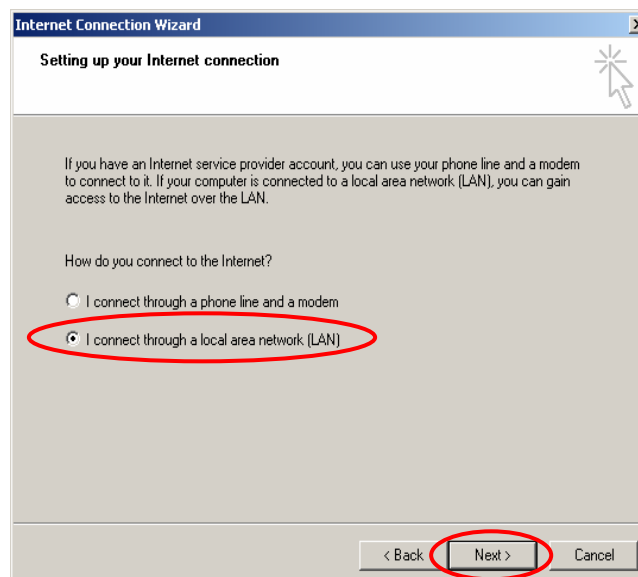 Internet Connection Wizard
Setting up your Internet connection
If you have an Internet service provider account, you can use your phone line and a modem
to connect to it. If your computer is connected to a local area network (LAN), you can gain
access to the Internet over the LAN.
How do you connect to the Internet?
I connect through a phone line and a modem
I connect through a local area network (LAN)
< Back Next > Cancel